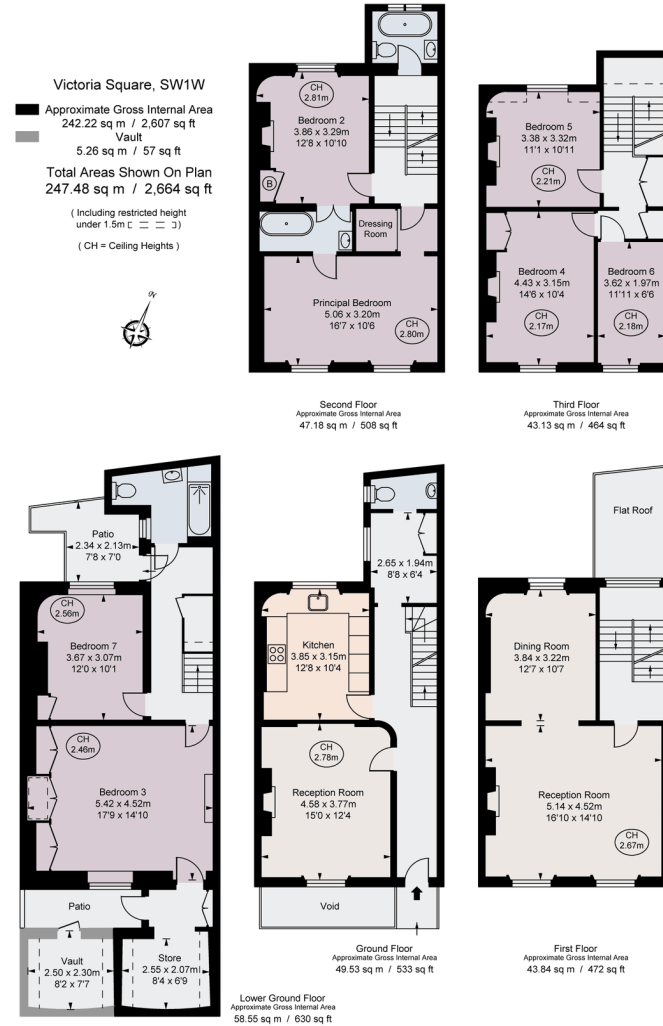 Victoria Square, SW1W
Approximate Gross Internal Area
242.22 sq m / 2,607 sq ft
Vault
5.26 sq m / 57 sq ft
Total Areas Shown On Plan
247.48 sq m / 2,664 sq ft
( Including restricted height
under 1.5m )
( CH = Ceiling Heights )
N
CH
2.81m
Bedroom 2
3.86 x 3.29m
12'8 x 10'10
B
Dressing
Room
Principal Bedroom
5.06 x 3.20m
16'7 x 10'6
CH
2.80m
Second Floor
Approximate Gross Internal Area
47.18 sq m / 508 sq ft
Bedroom 5
3.38 x 3.32m
11'1 x 10'11
CH
2.21m
Bedroom 4
4.43 x 3.15m
14'6 x 10'4
CH
2.17m
Bedroom 6
3.62 x 1.97m
11'11 x 6'6
CH
2.18m
Third Floor
Approximate Gross Internal Area
43.13 sq m / 464 sq ft
Patio
2.34 x 2.13m
7'8 x 7'0
CH
2.56m
Bedroom 7
3.67 x 3.07m
12'0 x 10'1
CH
2.46m
Bedroom 3
5.42 x 4.52m
17'9 x 14'10
Patio
Vault
2.50 x 2.30m
8'2 x 7'7
Store
2.55 x 2.07m
8'4 x 6'9
Lower Ground Floor
Approximate Gross Internal Area
58.55 sq m / 630 sq ft
2.65 x 1.94m
8'8 x 6'4
Kitchen
3.85 x 3.15m
12'8 x 10'4
CH
2.78m
Reception Room
4.58 x 3.77m
15'0 x 12'4
Void
Ground Floor
Approximate Gross Internal Area
49.53 sq m / 533 sq ft
Flat Roof
Dining Room
3.84 x 3.22m
12'7 x 10'7
Reception Room
5.14 x 4.52m
16'10 x 14'10
CH
2.67m
First Floor
Approximate Gross Internal Area
43.84 sq m / 472 sq ft